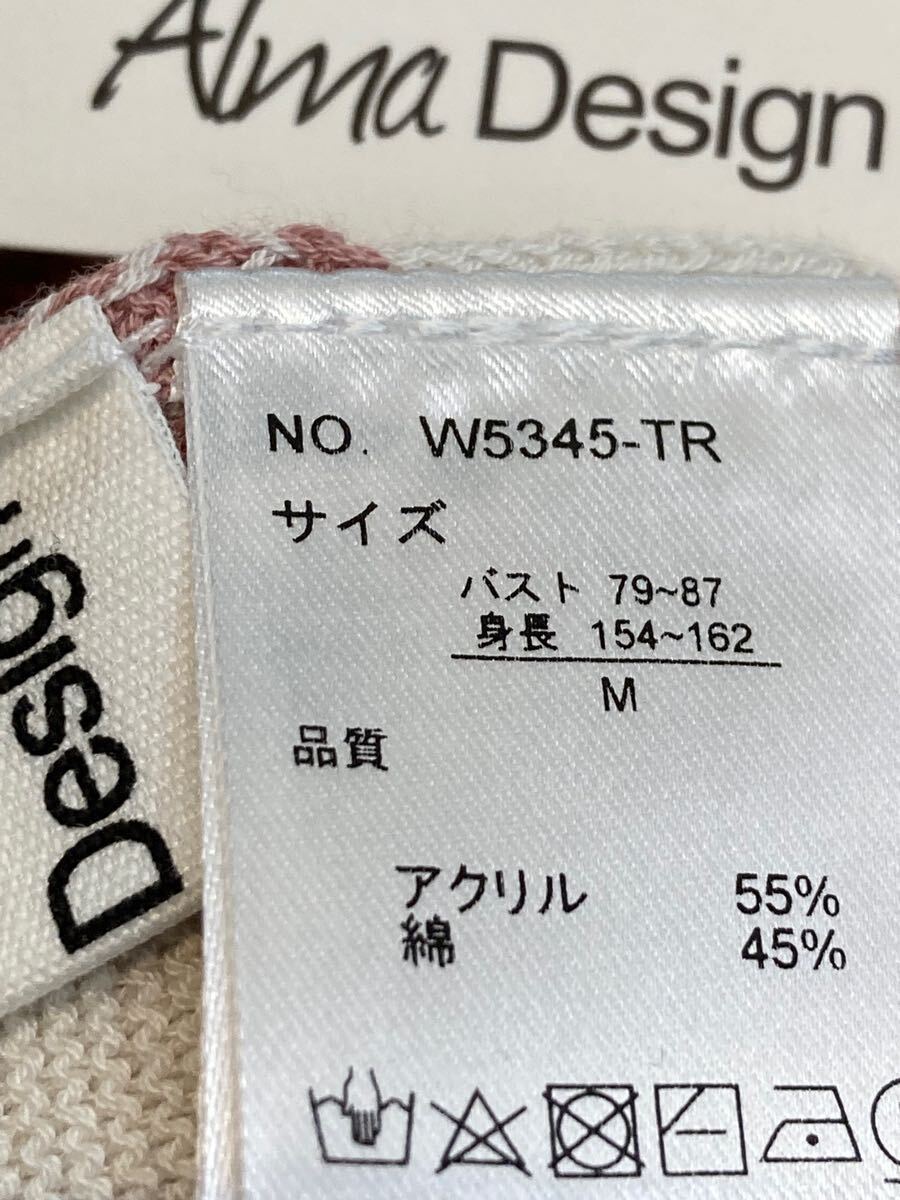 Alma Design
NO. W5345-TR
サイズ
バスト 79~87
身長 154~162
M
品質
アクリル 55%
綿 45%
Design